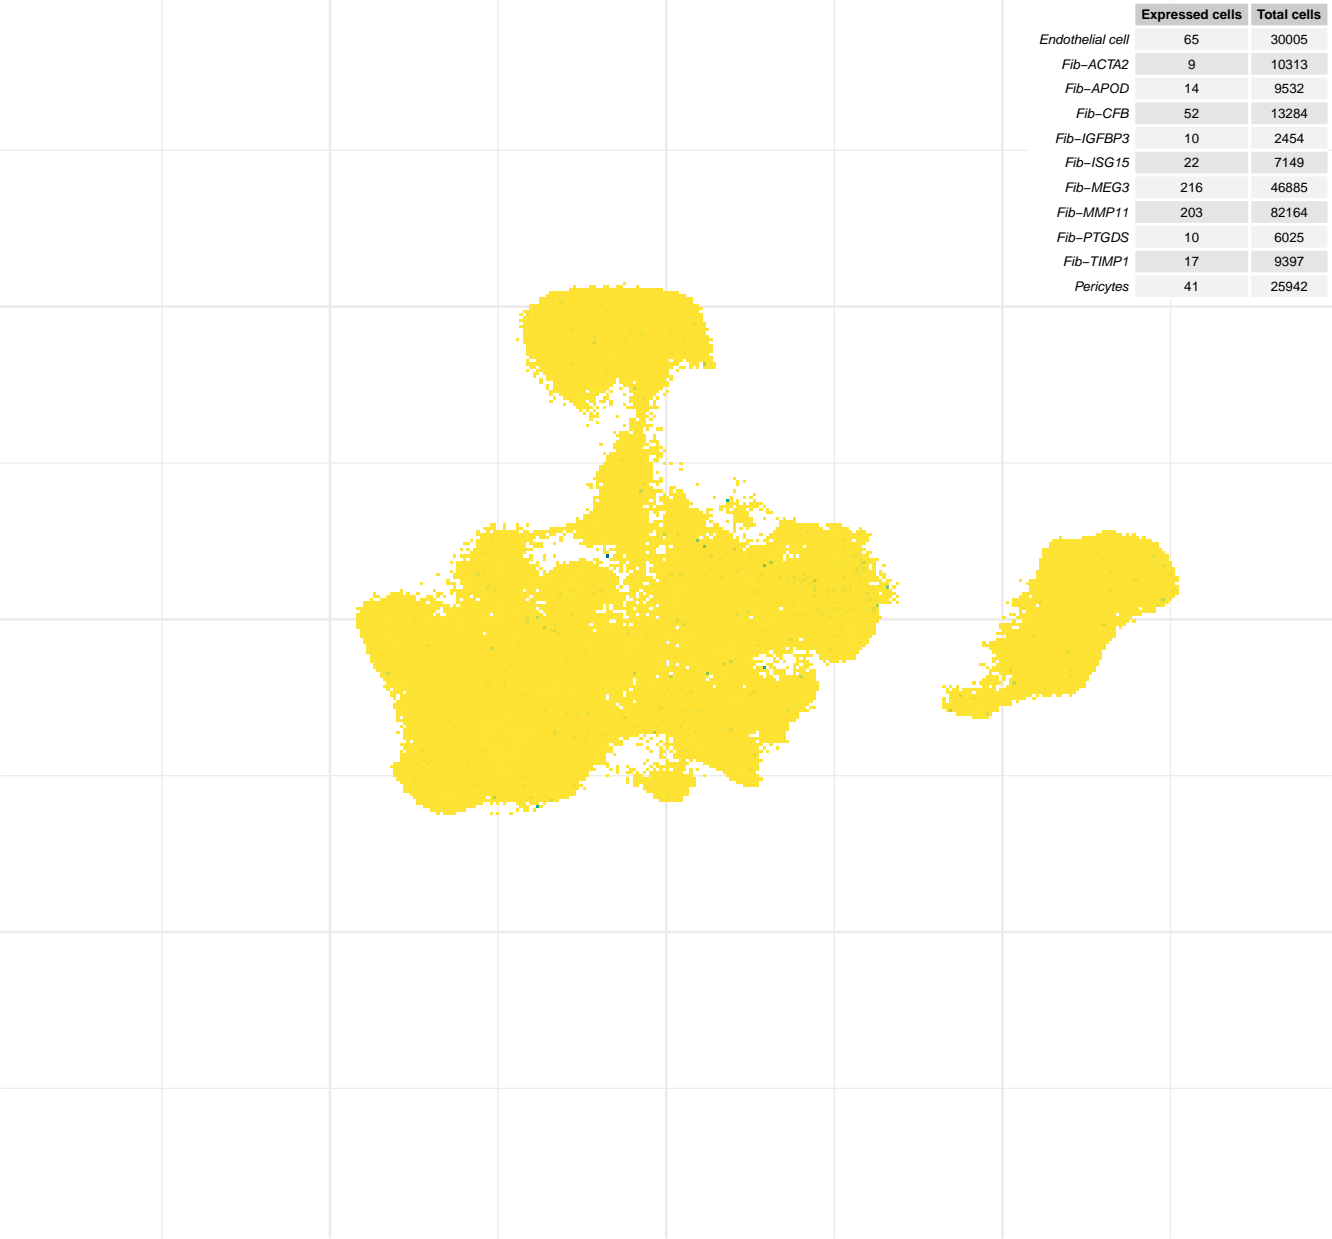 Expressed cells Total cells
Endothelial cell 65 30005
Fib−ACTA2 9 10313
Fib−APOD 14 9532
Fib−CFB 52 13284
Fib−IGFBP3 10 2454
Fib−ISG15 22 7149
Fib−MEG3 216 46885
Fib−MMP11 203 82164
Fib−PTGDS 10 6025
Fib−TIMP1 17 9397
Pericytes 41 25942